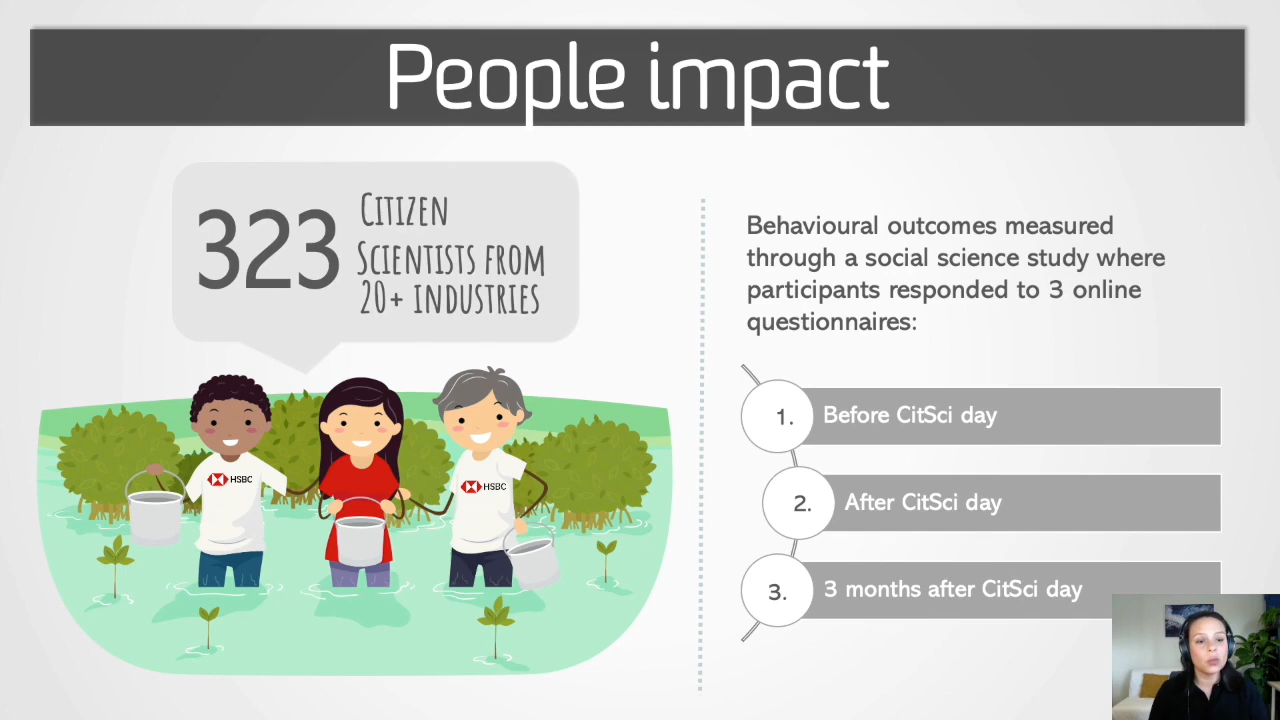 People impact
323
Citizen
Scientists from
20+ industries
Behavioural outcomes measured
through a social science study where
participants responded to 3 online
questionnaires:
1. Before CitSci day
2. After CitSci day
3. 3 months after CitSci day
HSBC
HSBC